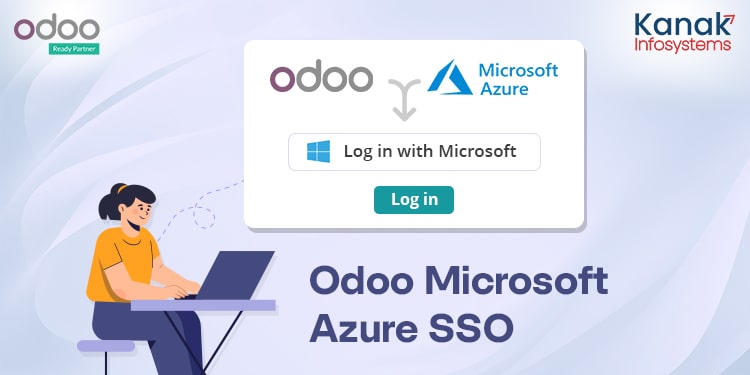 odoo
Ready Partner
Kanak
Infosystems
odoo
Microsoft
Azure
Log in with Microsoft
Log in
Odoo Microsoft
Azure SSO